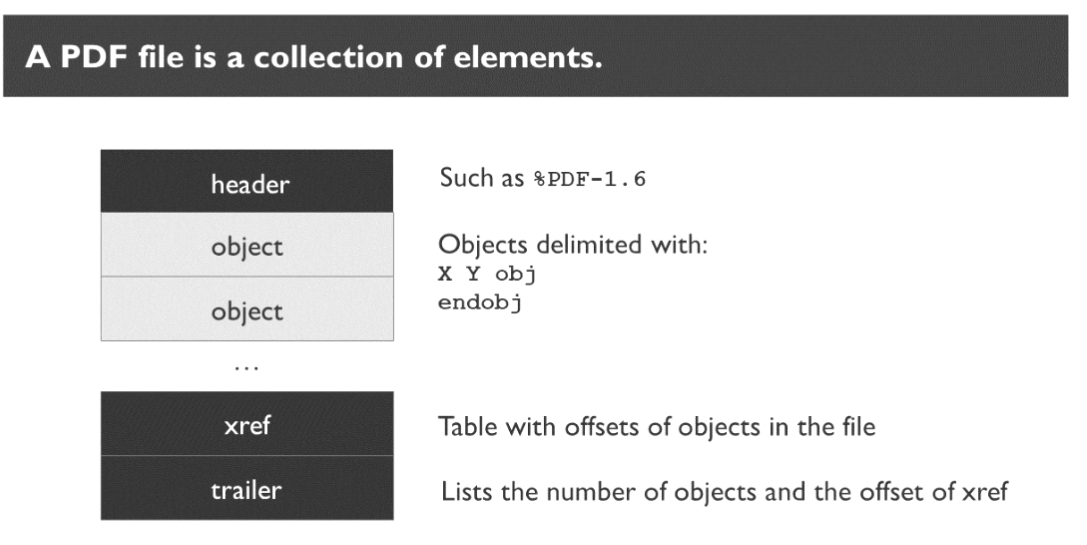 A PDF file is a collection of elements.
header
Such as %PDF-1.6
object
Objects delimited with:
X Y obj
endobj
object
...
xref
Table with offsets of objects in the file
trailer
Lists the number of objects and the offset of xref